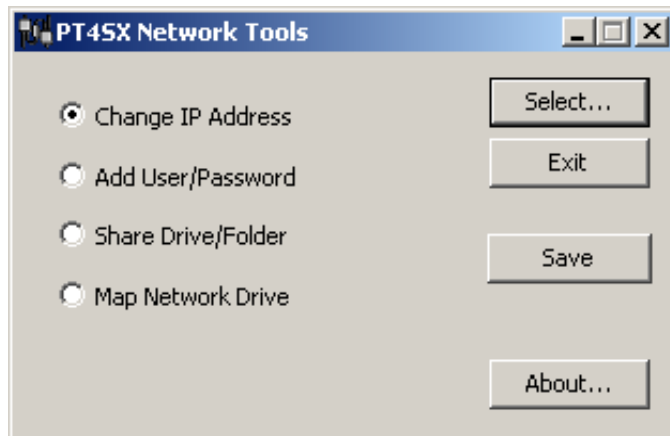 PT4SX Network Tools
Change IP Address
Add User/Password
Share Drive/Folder
Map Network Drive
Select...
Exit
Save
About...